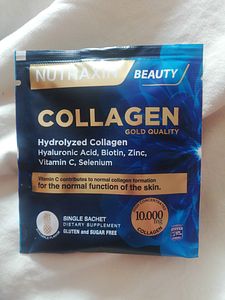 NUTRAXIN BEAUTY
COLLAGEN
GOLD QUALITY
Hydrolyzed Collagen
Hyaluronic Acid, Biotin, Zinc,
Vitamin C, Selenium
Vitamin C contributes to normal collagen formation
for the normal function of the skin.
SINGLE SACHET
DIETARY SUPPLEMENT
GLUTEN and SUGAR FREE
10.000
mg
COLLAGEN